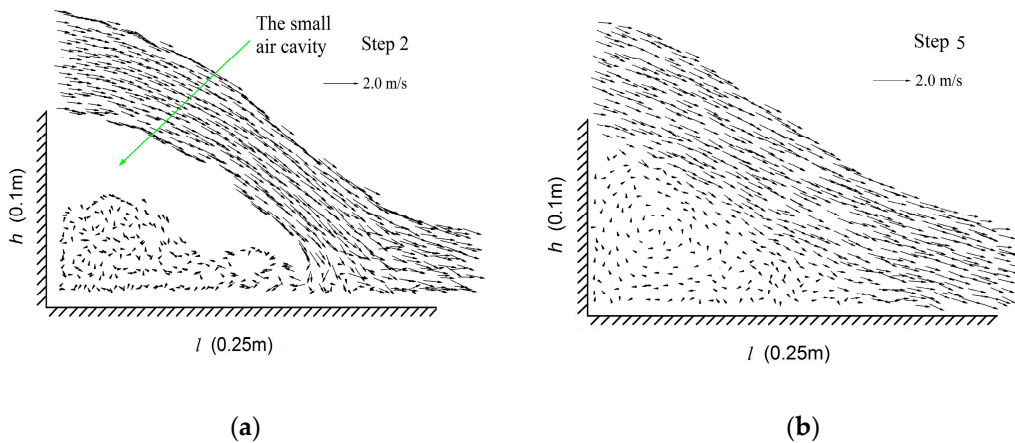 The small
air cavity
Step 2
2.0 m/s
h (0.1m)
l (0.25m)
(a)
Step 5
2.0 m/s
h (0.1m)
l (0.25m)
(b)